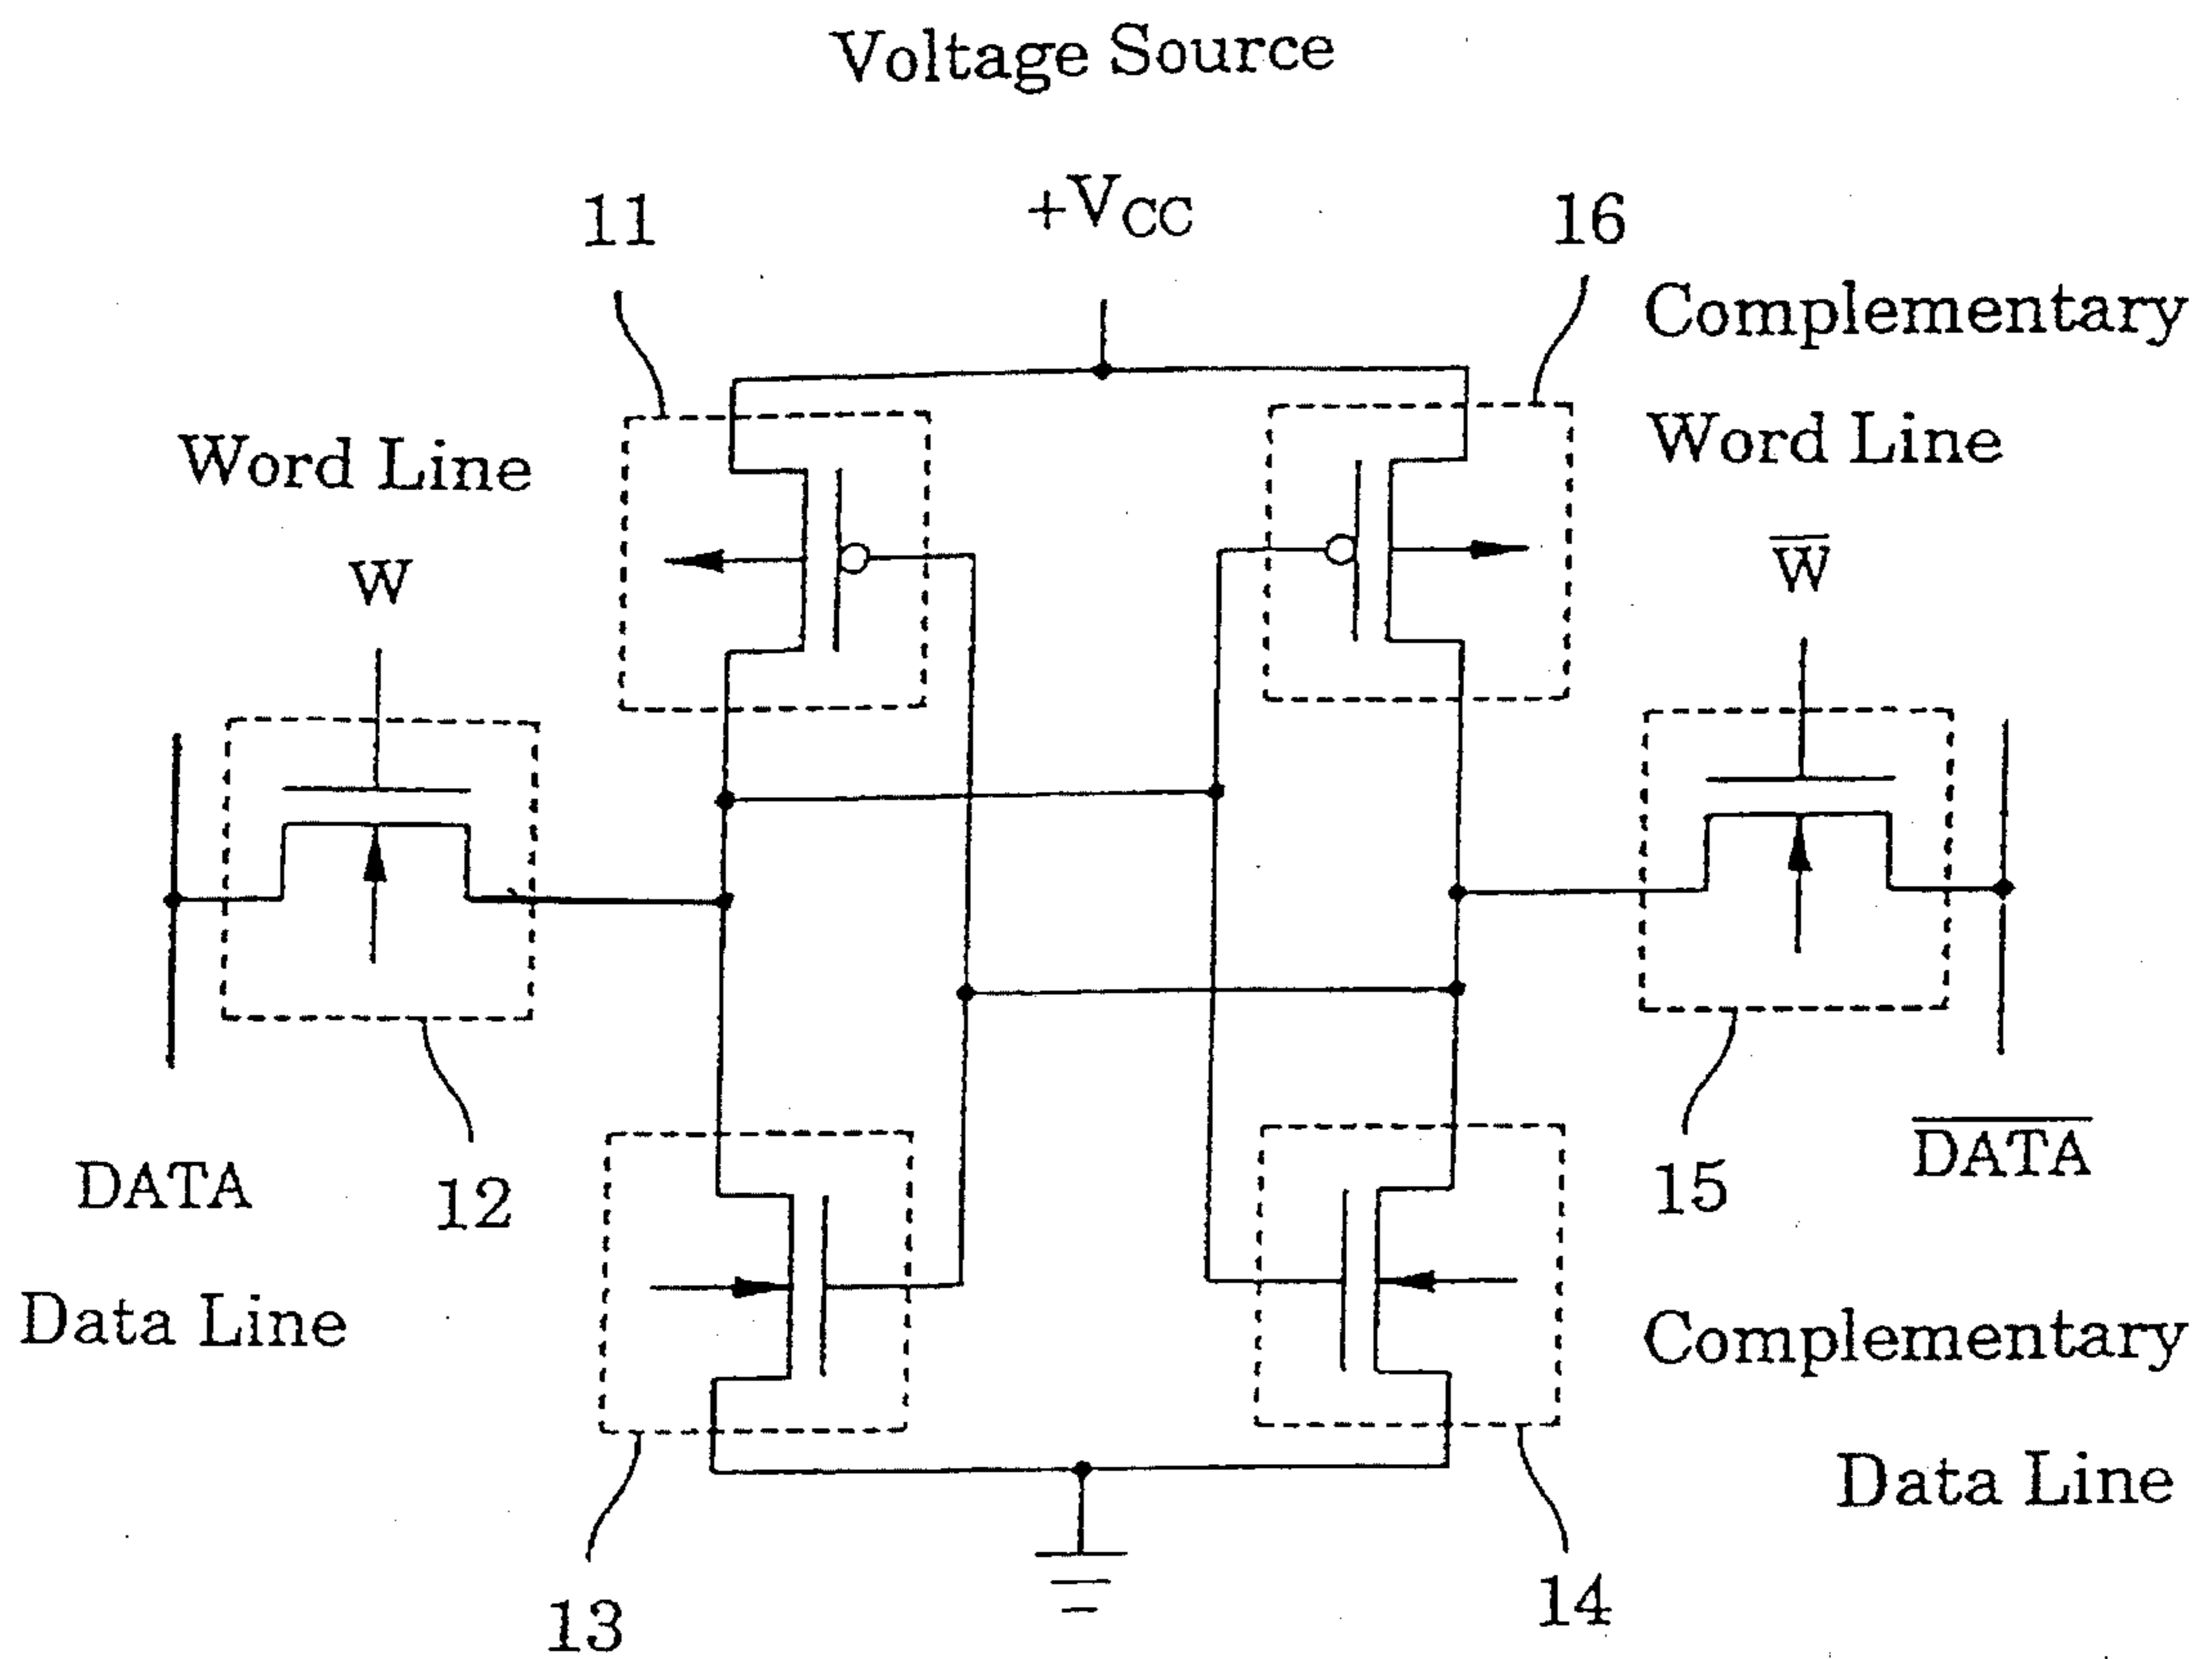 Voltage Source
+VCC
11
16
Complementary
Word Line
W̅
Word Line
W
DATA
Data Line
12
15
D̅A̅T̅A̅
Complementary
Data Line
13
14